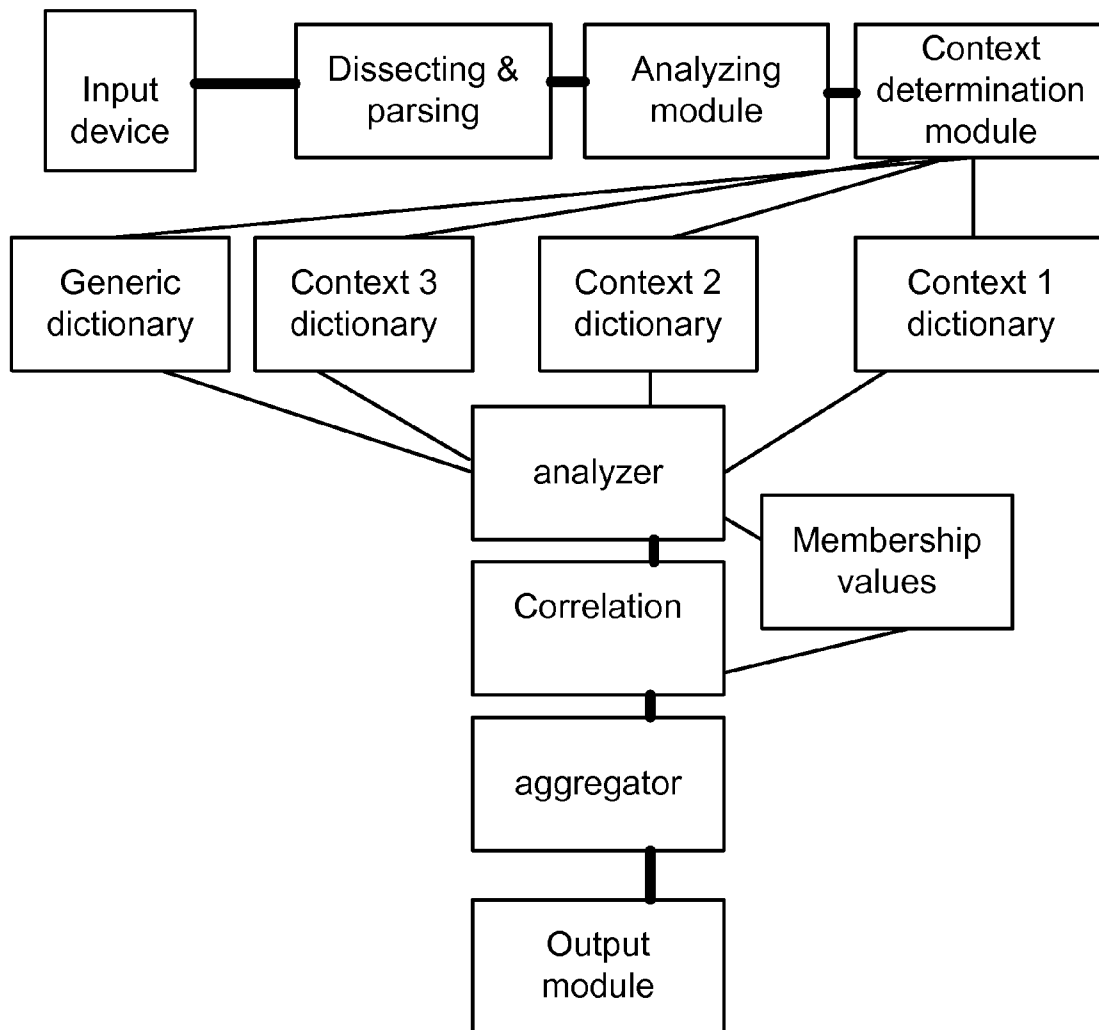 Input
device
Dissecting &
parsing
Analyzing
module
Context
determination
module
Generic
dictionary
Context 3
dictionary
Context 2
dictionary
Context 1
dictionary
analyzer
Membership
values
Correlation
aggregator
Output
module